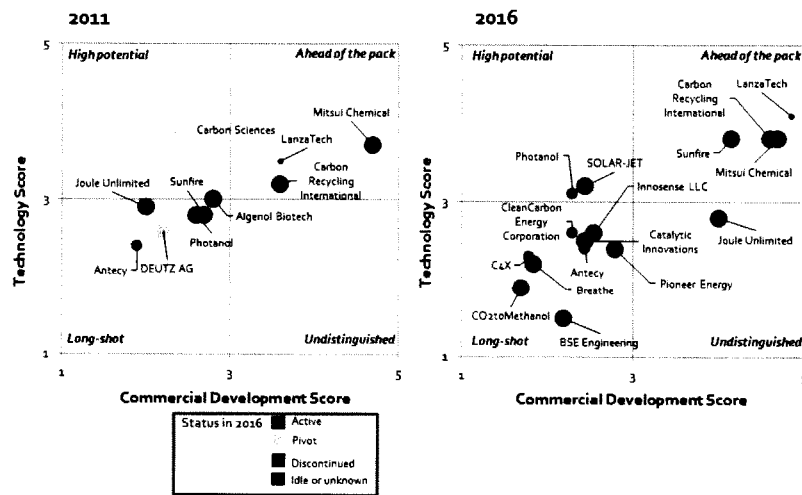 2011
5
High potential
Ahead of the pack
Mitsui Chemical
Carbon Sciences
LanzaTech
Carbon
Recycling
International
Joule Unlimited
Sunfire
Algenol Biotech
Photanol
Antecy
DEUTZ AG
3
Technology Score
Long-shot
Undistinguished
1
1
3
5
Commercial Development Score
Status in 2016
Active
Pivot
Discontinued
Idle or unknown
2016
5
High potential
Ahead of the pack
Carbon
Recycling
International
LanzaTech
Photanol
SOLAR-JET
Sunfire
Mitsui Chemical
Innosense LLC
CleanCarbon
Energy
Corporation
Joule Unlimited
Catalytic
Innovations
C4X
Antecy
Breathe
Pioneer Energy
CO2toMethanol
BSE Engineering
3
Technology Score
Long-shot
Undistinguished
1
1
3
Commercial Development Score